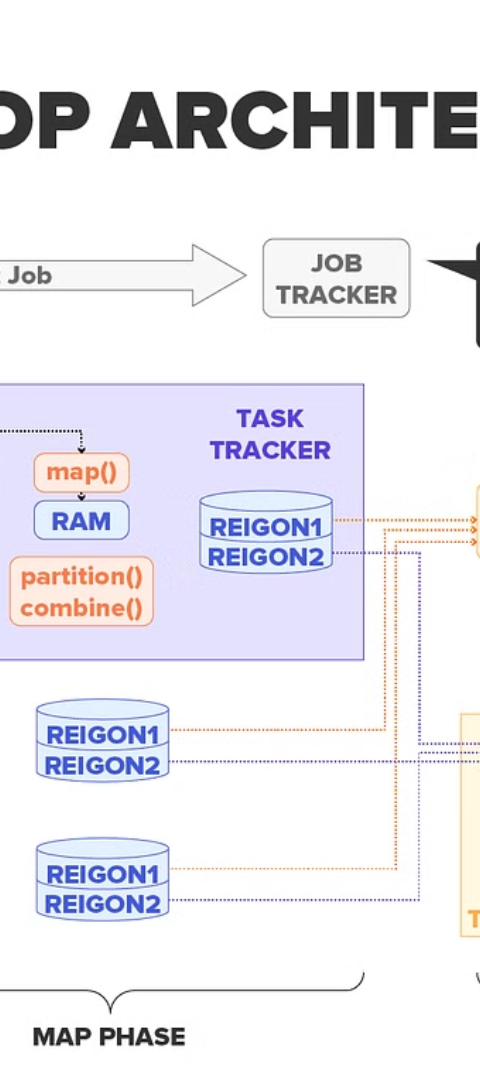 OP ARCHITE
Job
JOB
TRACKER
TASK
TRACKER
map()
RAM
REIGON1
REIGON2
partition()
combine()
REIGON1
REIGON2
REIGON1
REIGON2
T
MAP PHASE